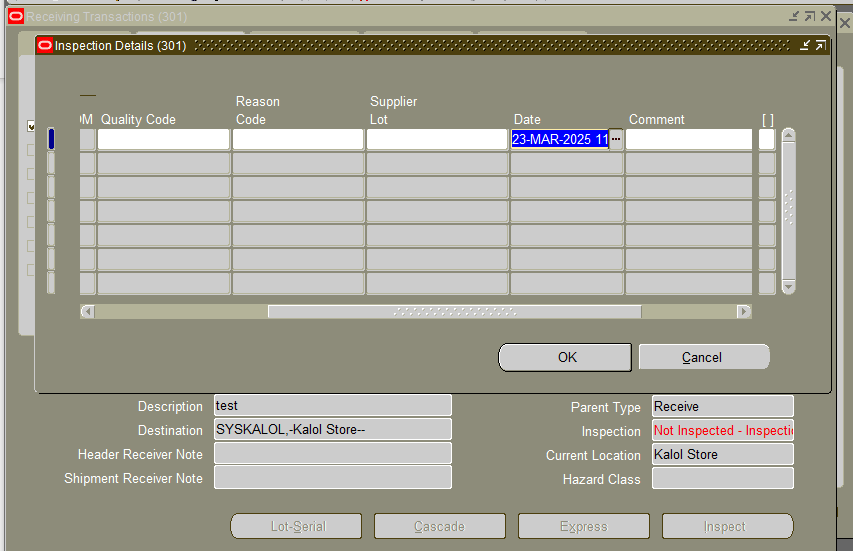 Receiving Transactions (301)
Inspection Details (301)
Reason Supplier
OM Quality Code Code Lot Date Comment [ ]
23-MAR-2025 11
OK Cancel
Description test Parent Type Receive
Destination SYSKALOL,-Kalol Store-- Inspection Not Inspected - Inspecti
Header Receiver Note Current Location Kalol Store
Shipment Receiver Note Hazard Class
Lot-Serial Cascade Express Inspect